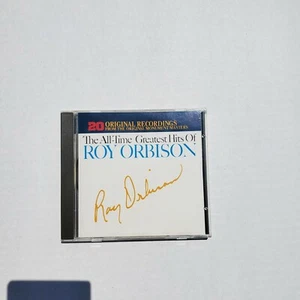 20 ORIGINAL RECORDINGS
FROM THE ORIGINAL MONUMENT MASTERS
The All-Time Greatest Hits Of
ROY ORBISON
Roy Orbison